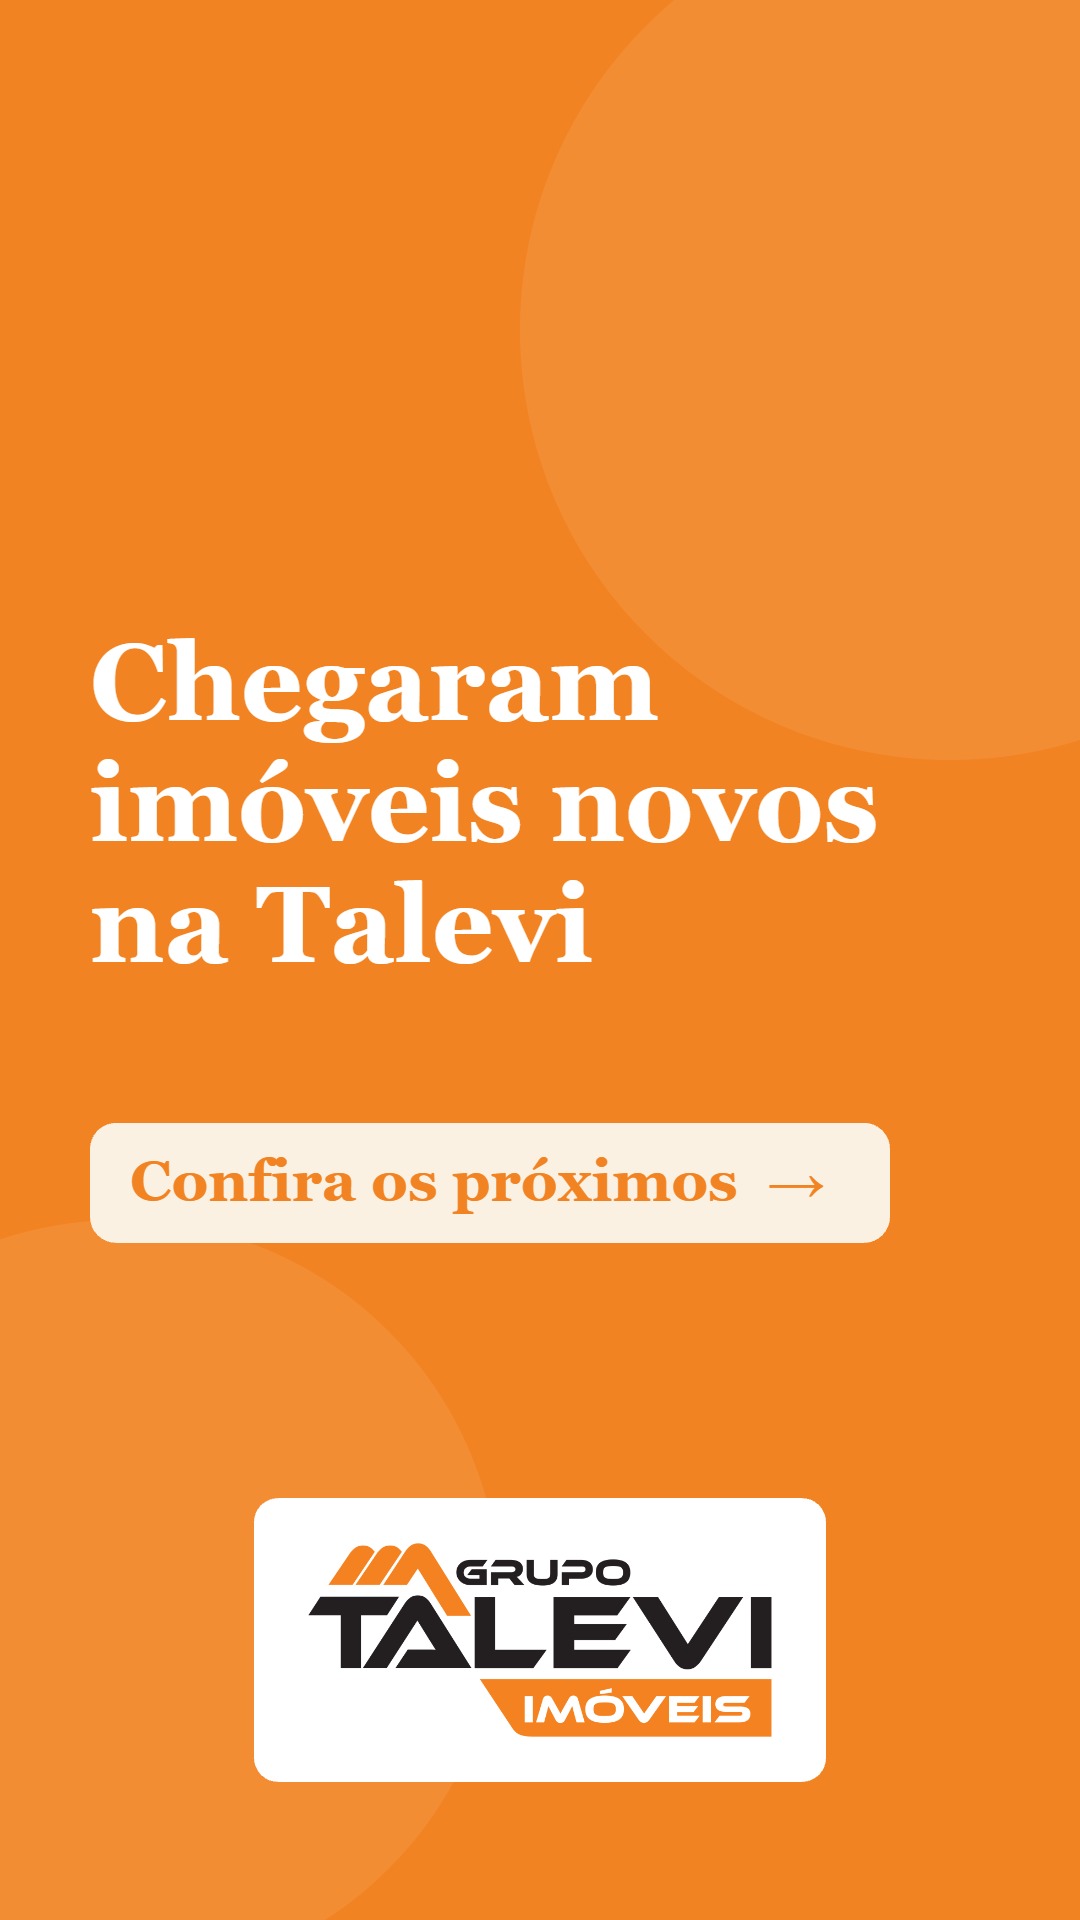 Chegaram
imóveis novos
na Talevi
Confira os próximos →
GRUPO
TALEVI
IMÓVEIS